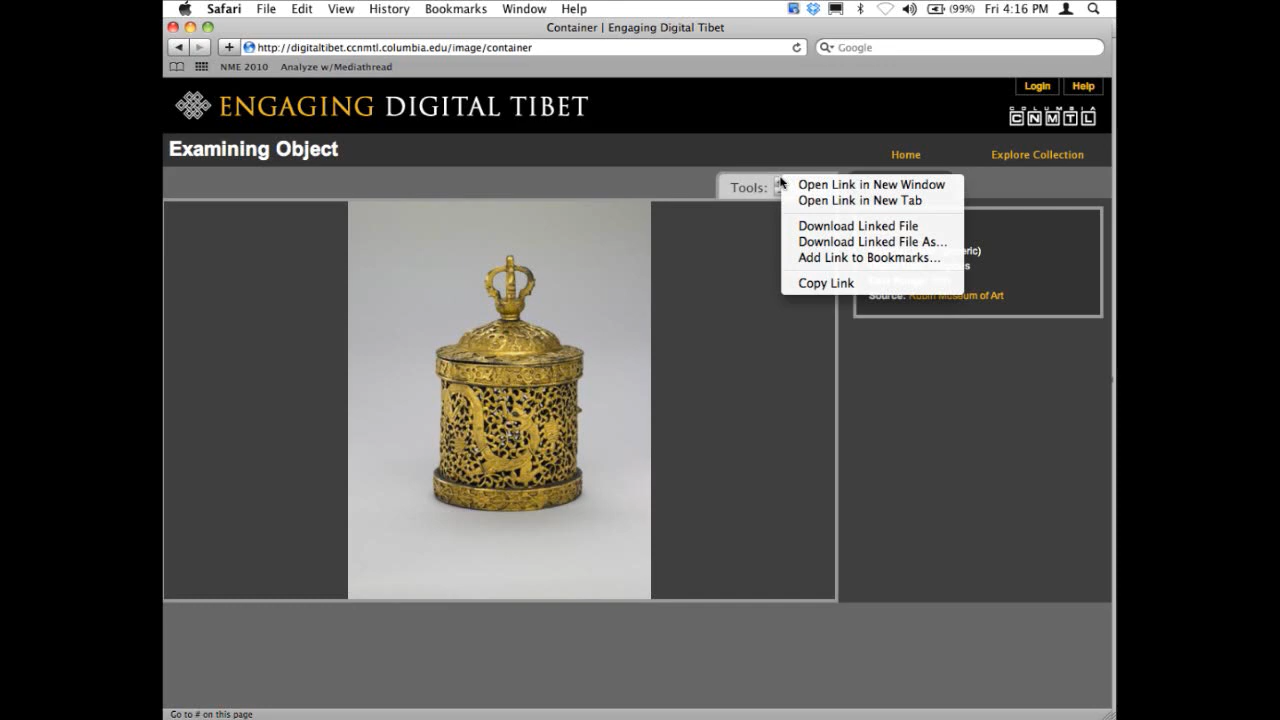 Safari File Edit View History Bookmarks Window Help (99%) Fri 4:16 PM
Container | Engaging Digital Tibet
http://digitaltibet.ccnmtl.columbia.edu/image/container Google
NME 2010 Analyze w/Mediathread
Login Help
ENGAGING DIGITAL TIBET
COLUMBIA
CNMTL
Examining Object
Home Explore Collection
Tools:
Open Link in New Window
Open Link in New Tab
Download Linked File
Download Linked File As...
Add Link to Bookmarks...
Copy Link
Source: Rubin Museum of Art
Go to # on this page